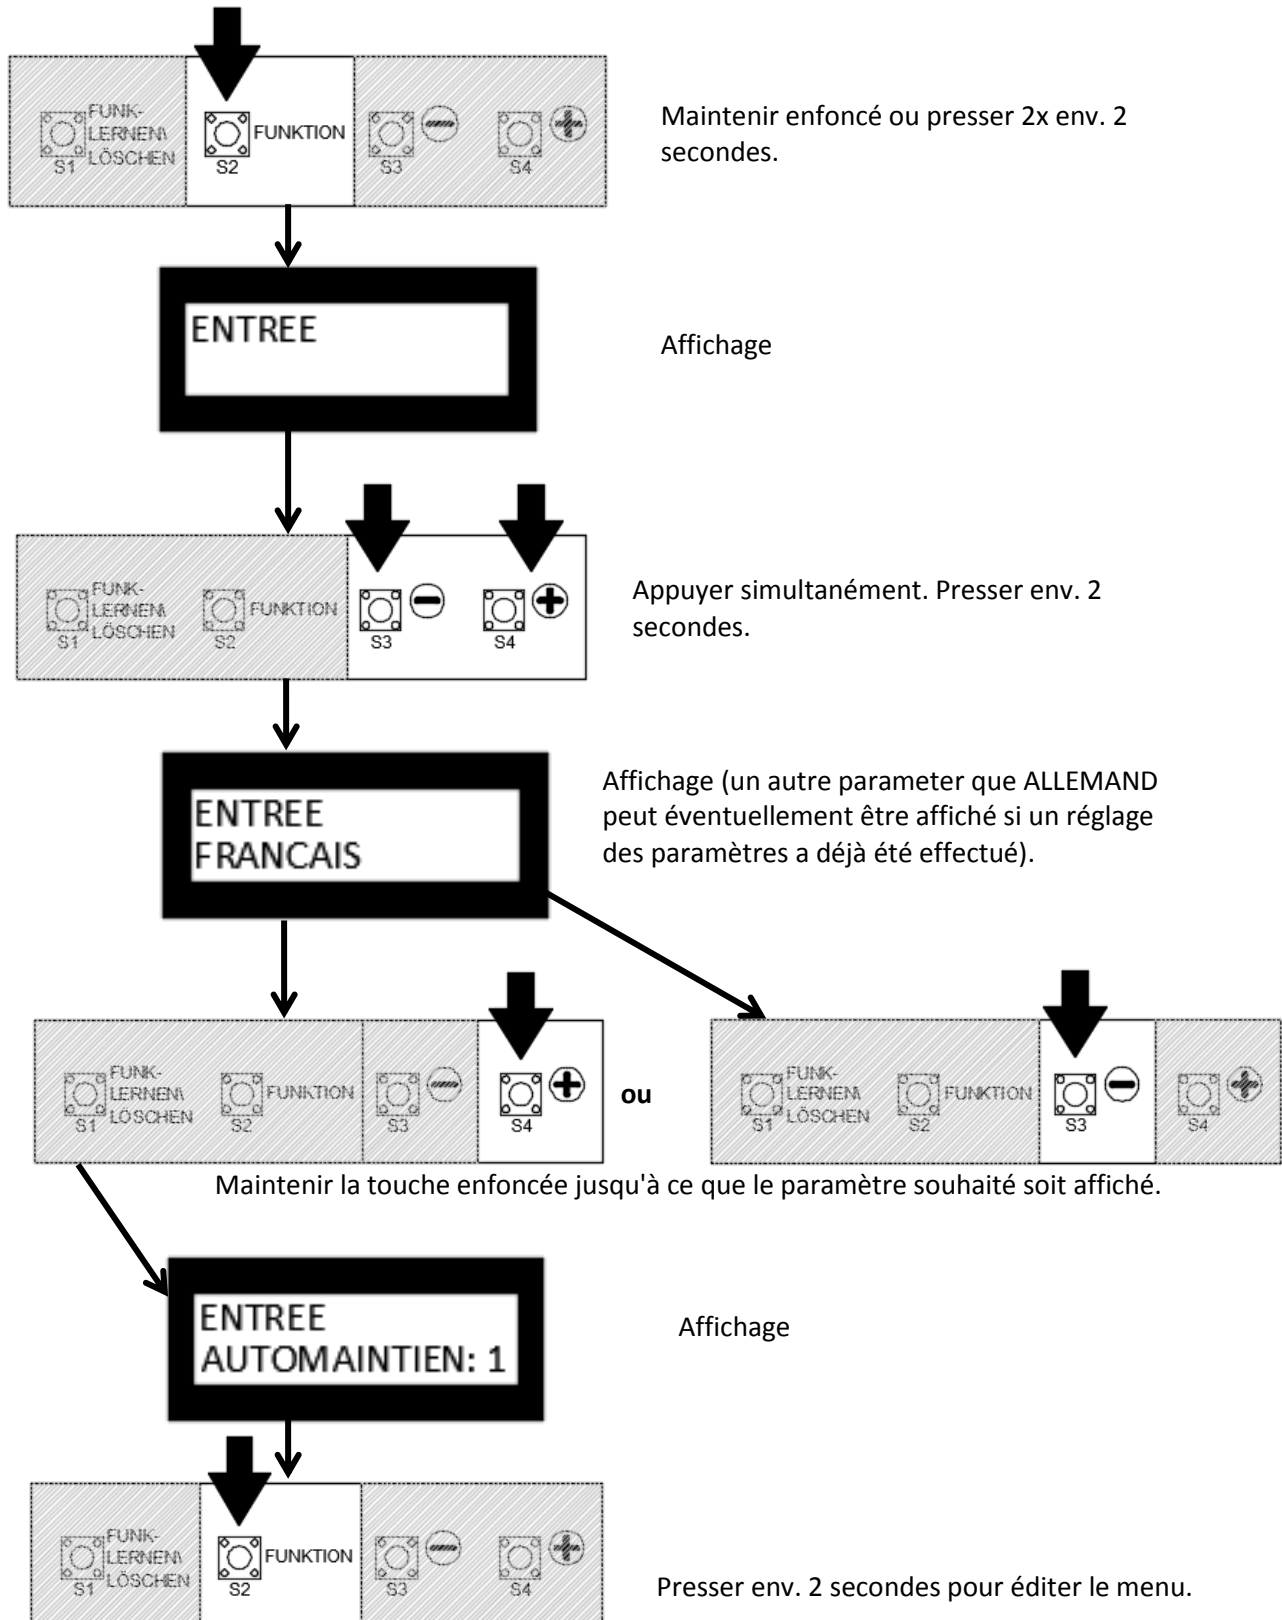 FUNK-
LERNEN\
LÖSCHEN
S1
FUNKTION
S2
S3
S4
Maintenir enfoncé ou presser 2x env. 2
secondes.
ENTREE
Affichage
FUNK-
LERNEN\
LÖSCHEN
S1
FUNKTION
S2
S3
S4
Appuyer simultanément. Presser env. 2
secondes.
ENTREE
FRANCAIS
Affichage (un autre parameter que ALLEMAND
peut éventuellement être affiché si un réglage
des paramètres a déjà été effectué).
FUNK-
LERNEN\
LÖSCHEN
S1
FUNKTION
S2
S3
S4
ou
FUNK-
LERNEN\
LÖSCHEN
S1
FUNKTION
S2
S3
S4
Maintenir la touche enfoncée jusqu'à ce que le paramètre souhaité soit affiché.
ENTREE
AUTOMAINTIEN: 1
Affichage
FUNK-
LERNEN\
LÖSCHEN
S1
FUNKTION
S2
S3
S4
Presser env. 2 secondes pour éditer le menu.